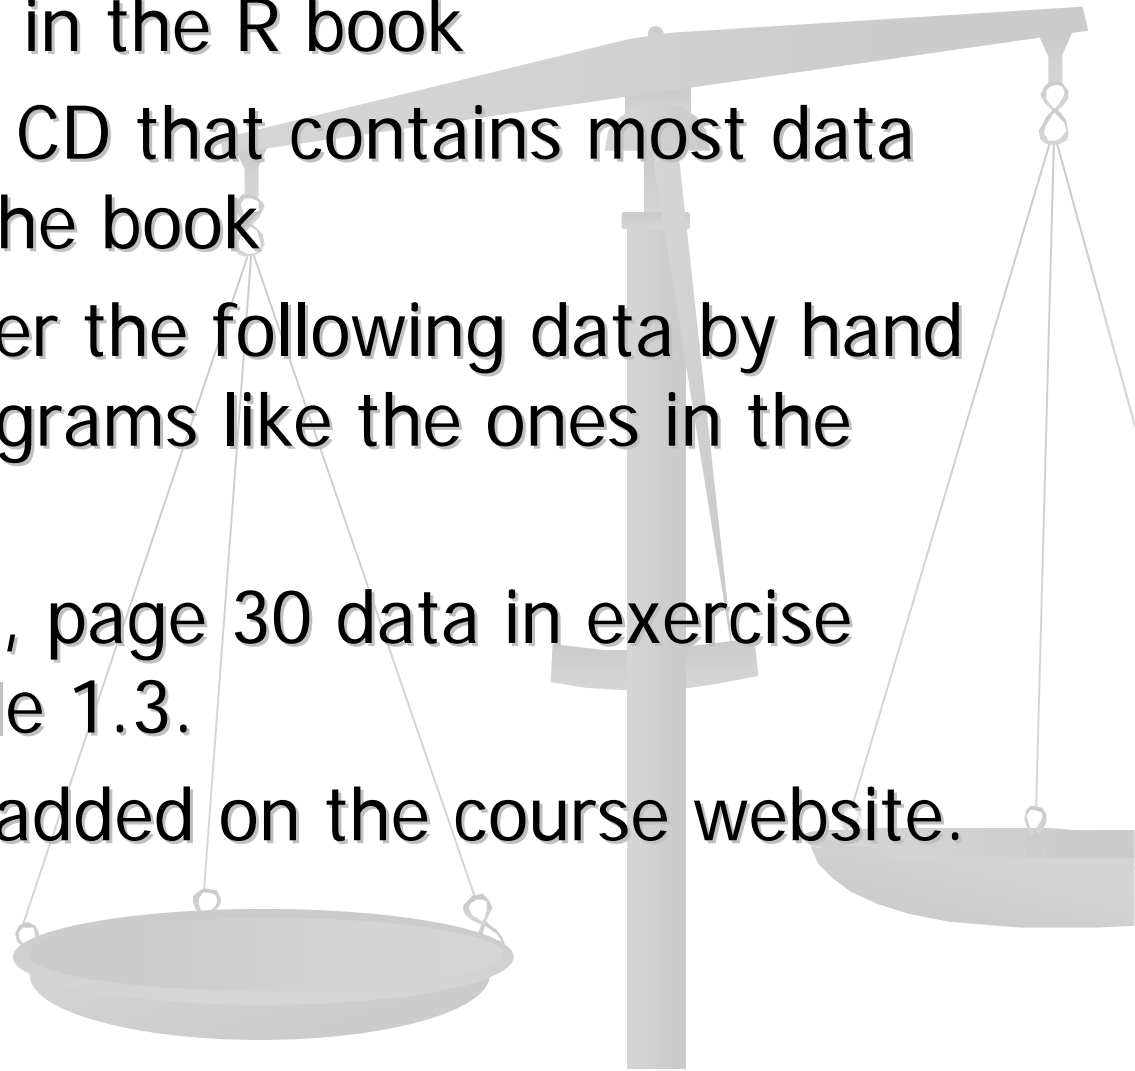 in the R book
CD that contains most data
he book
er the following data by hand
grams like the ones in the
, page 30 data in exercise
le 1.3.
added on the course website.